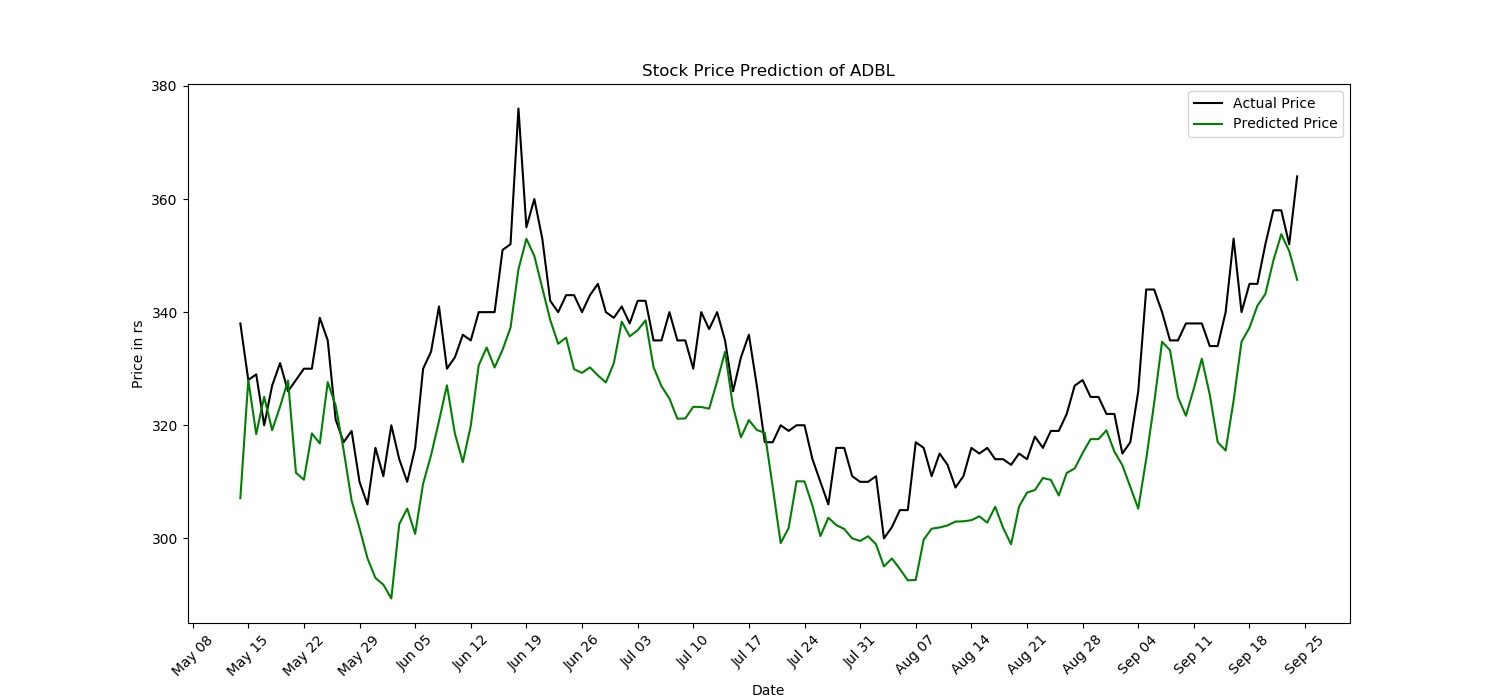 Stock Price Prediction of ADBL
Actual Price
Predicted Price
Price in rs
380
360
340
320
300
May 08
May 15
May 22
May 29
Jun 05
Jun 12
Jun 19
Jun 26
Jul 03
Jul 10
Jul 17
Jul 24
Jul 31
Aug 07
Aug 14
Aug 21
Aug 28
Sep 04
Sep 11
Sep 18
Sep 25
Date